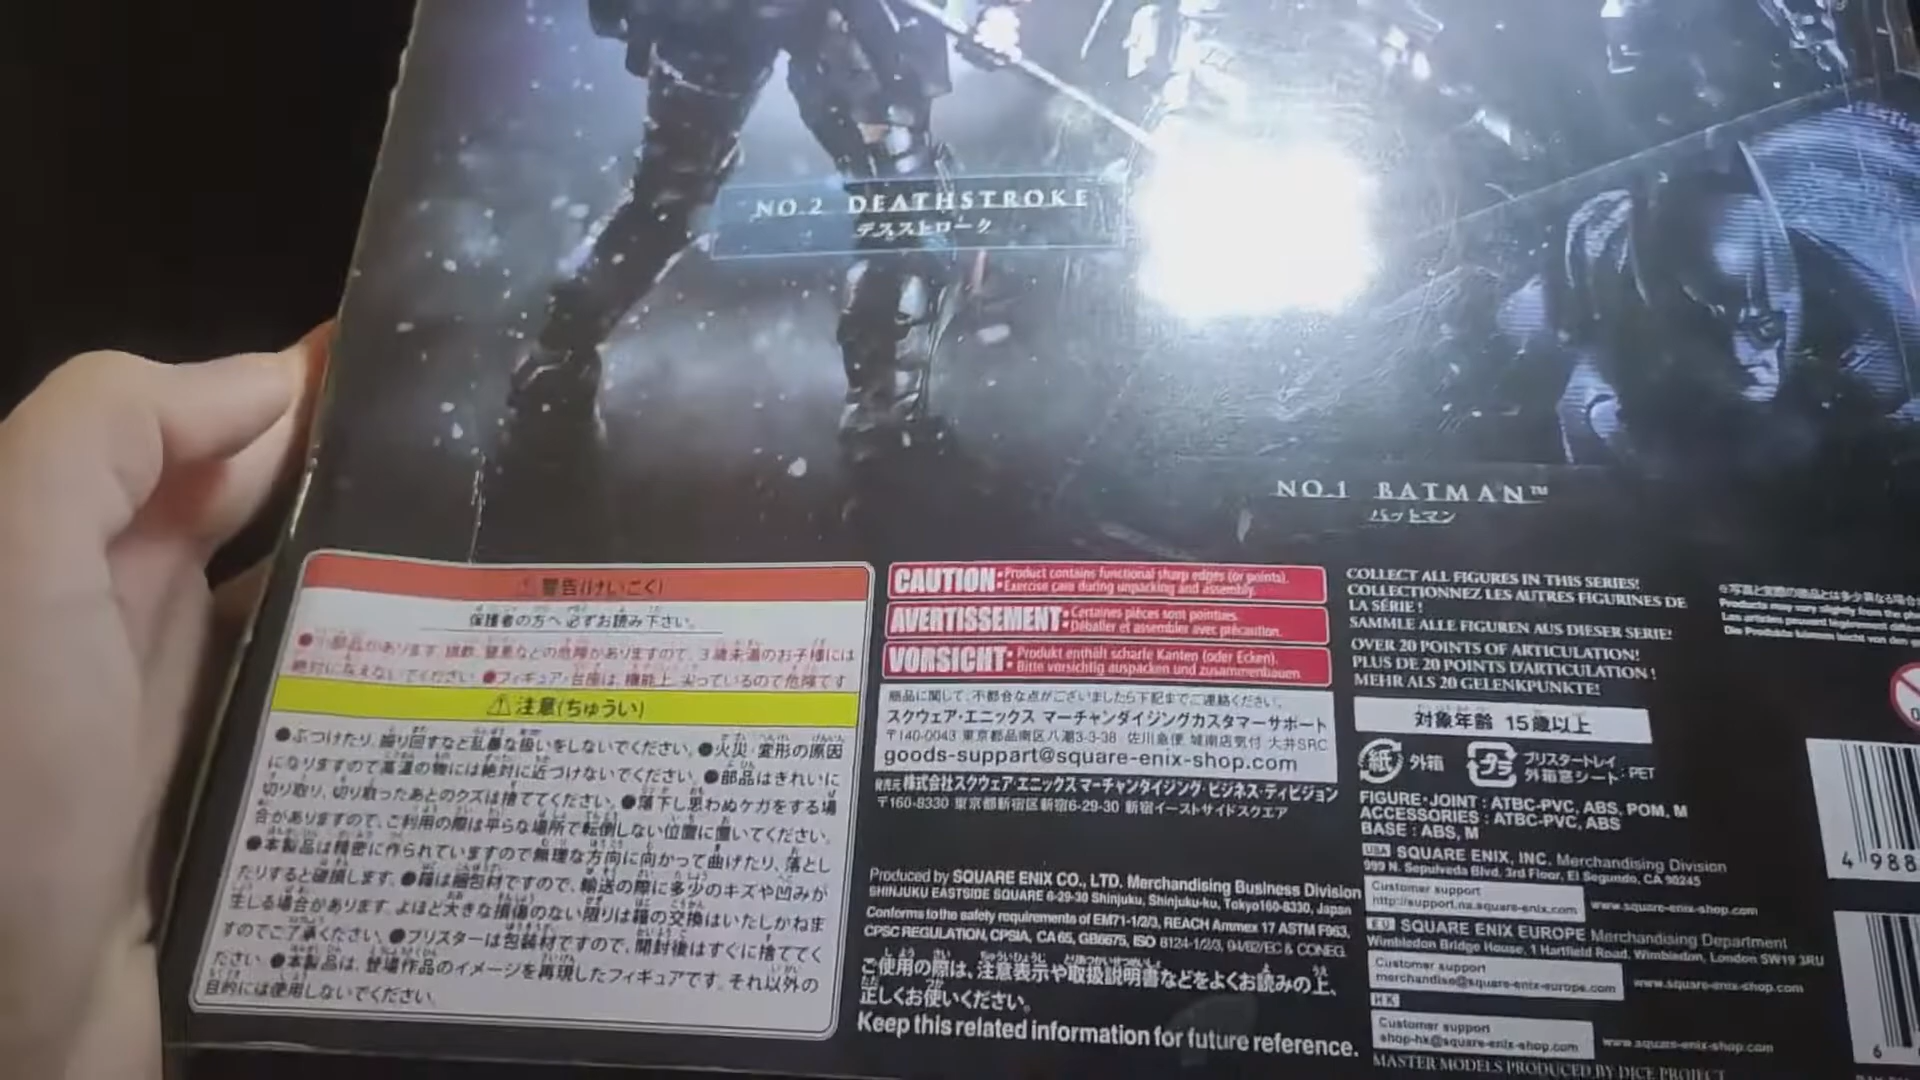 NO.2 DEATHSTROKE
デスストローク
NO.1 BATMAN™
バットマン
⚠警告(けいこく)
保護者の方へ必ずお読み下さい。
●小部品があります。誤飲、窒息などの危険がありますので、3歳未満のお子様には
絶対に与えないでください。●フィギュア・台座は、機能上、尖っているので危険です
⚠注意(ちゅうい)
●ぶつけたり、振り回すなど乱暴な扱いをしないでください。●火災・変形の原因
になりますので高温の物には絶対に近づけないでください。●部品はきれいに
切り取り、切り取ったあとのクズは捨ててください。●落下し思わぬケガをする場
合がありますので、ご利用の際は平らな場所で転倒しない位置に置いてください。
●本製品は精密に作られていますので無理な方向に向かって曲げたり、落とし
たりすると破損します。●箱は梱包材ですので、輸送の際に多少のキズや凹みが
生じる場合があります。よほど大きな損傷のない限りは箱の交換はいたしかねま
すのでご了承ください。●ブリスターは包装材ですので、開封後はすぐに捨ててく
ださい。●本製品は、登場作品のイメージを再現したフィギュアです。それ以外の
目的には使用しないでください。
CAUTION: Product contains functional sharp edges (or points).
Exercise care during unpacking and assembly.
AVERTISSEMENT: Certaines pièces sont pointues.
Déballer et assembler avec précaution.
VORSICHT: Produkt enthält scharfe Kanten (oder Ecken).
Bitte vorsichtig auspacken und zusammenbauen.
商品に関して、不都合な点がございましたら下記までご連絡ください。
スクウェア・エニックス マーチャンダイジングカスタマーサポート
〒140-0043 東京都品南区八潮3-3-38 佐川急便 城南店気付 大井SRC
goods-suppart@square-enix-shop.com
発売元 株式会社スクウェア・エニックス マーチャンダイジング・ビジネス・ディビジョン
〒160-8330 東京都新宿区新宿6-29-30 新宿イーストサイドスクエア
Produced by SQUARE ENIX CO., LTD. Merchandising Business Division
SHINJUKU EASTSIDE SQUARE 6-29-30 Shinjuku, Shinjuku-ku, Tokyo160-8330, Japan
Conforms to the safety requirements of EM71-1/2/3, REACH Ammex 17 ASTM F963,
CPSC REGULATION, CPSIA, CA 65, GB6675, ISO 8124-1/2/3, 94/62/EC & CONEG.
ご使用の際は、注意表示や取扱説明書などをよくお読みの上、
正しくお使いください。
Keep this related information for future reference.
COLLECT ALL FIGURES IN THIS SERIES!
COLLECTIONNEZ LES AUTRES FIGURINES DE
LA SÉRIE !
SAMMLE ALLE FIGUREN AUS DIESER SERIE!
OVER 20 POINTS OF ARTICULATION!
PLUS DE 20 POINTS D'ARTICULATION !
MEHR ALS 20 GELENKPUNKTE!
対象年齢 15歳以上
紙 外箱
プラ ブリスタートレイ
外箱窓シート: PET
FIGURE・JOINT : ATBC-PVC, ABS, POM, M
ACCESSORIES : ATBC-PVC, ABS
BASE : ABS, M
USA SQUARE ENIX, INC. Merchandising Division
999 N. Sepulveda Blvd, 3rd Floor, El Segundo, CA 90245
Customer support
http://support.na.square-enix.com
www.square-enix-shop.com
EU SQUARE ENIX EUROPE Merchandising Department
Wimbledon Bridge House, 1 Hartfield Road, Wimbledon, London SW19 3RU
Customer support
merchandise@square-enix-europe.com
www.square-enix-shop.com
HK
Customer support
shop-hk@square-enix-shop.com
www.square-enix-shop.com
MASTER MODELS PRODUCED BY DICE PROJECT
※写真と実際の商品とは多少異なる場合
Products may vary slightly from the
Les articles peuvent légèrement
Die Produkte können leicht von den
4 988
6